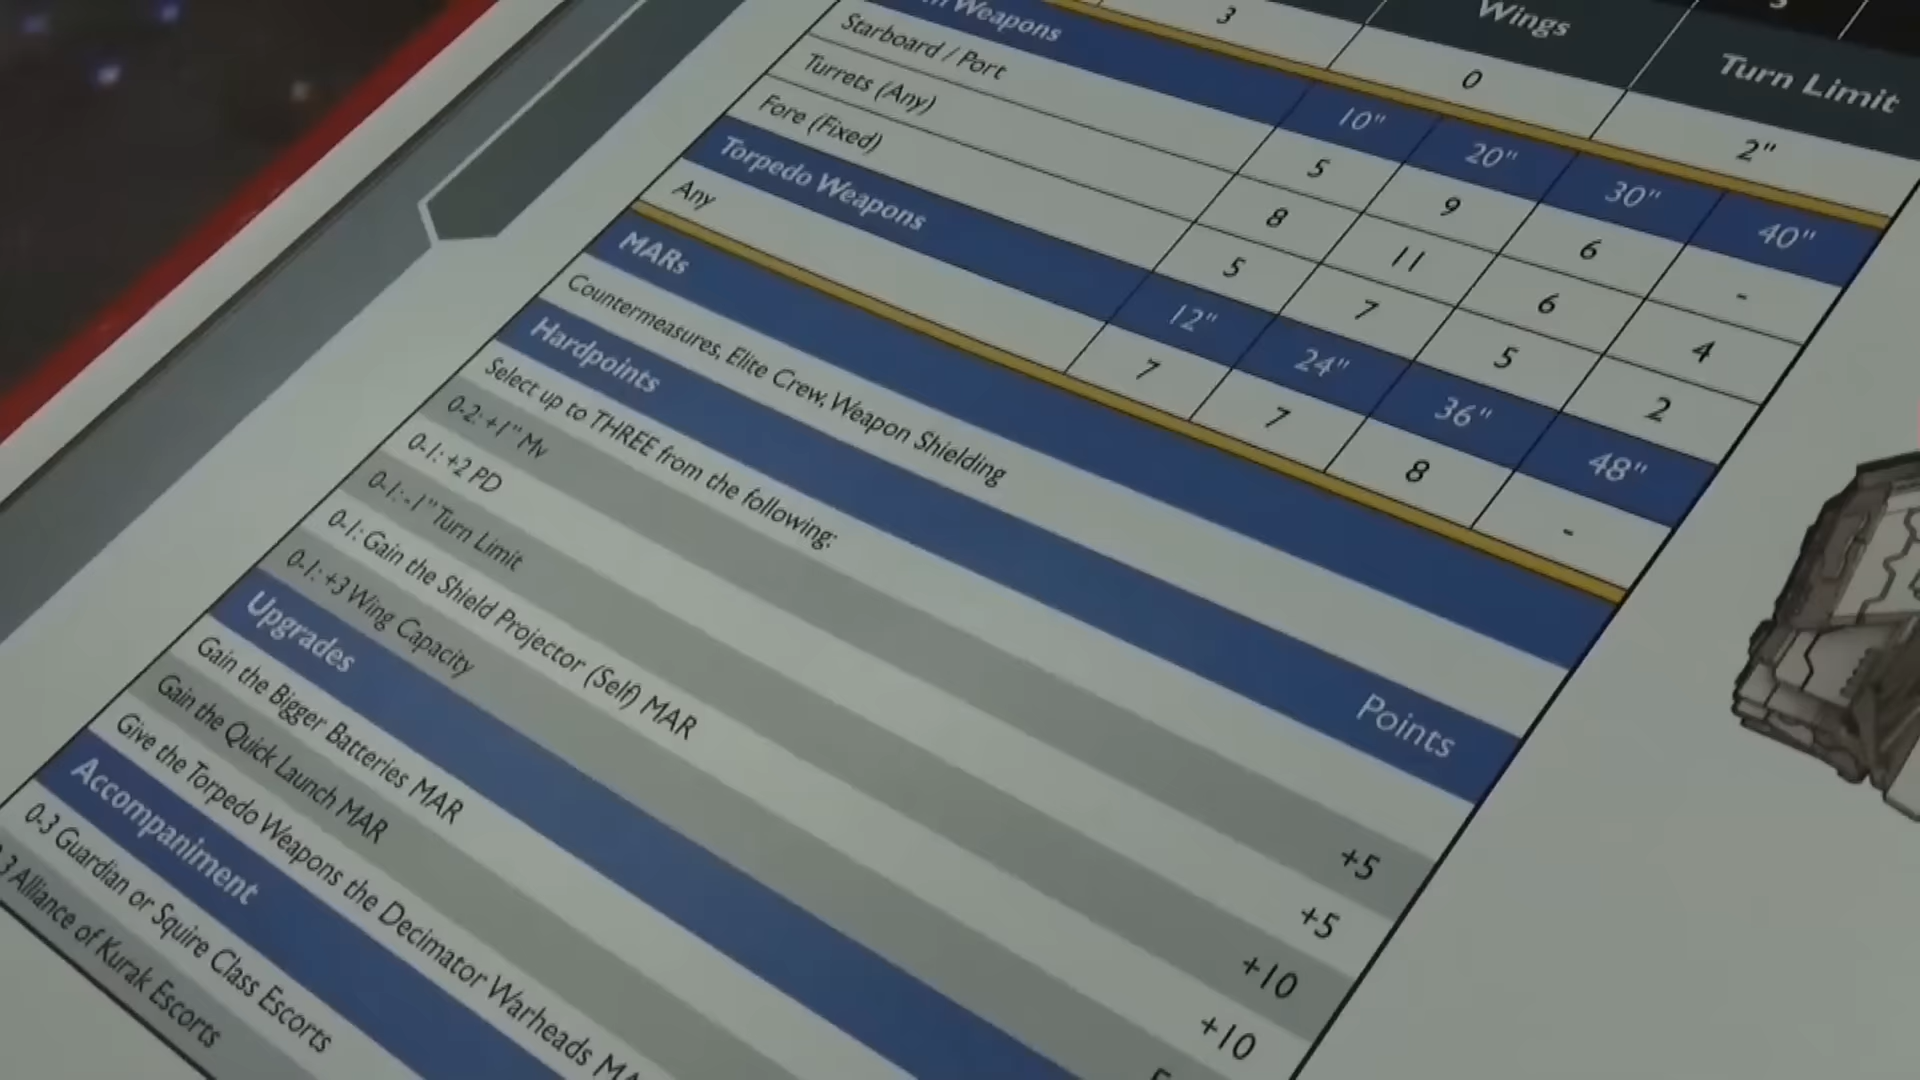 3 Wings
0 Turn Limit
2"
Weapons 10" 20" 30" 40"
Starboard / Port 5 9 6 -
Turrets (Any) 8 11 6 4
Fore (Fixed) 5 7 5 2
Torpedo Weapons 12" 24" 36" 48"
Any 7 7 8 -
MARs
Countermeasures, Elite Crew, Weapon Shielding
Hardpoints Points
Select up to THREE from the following:
0-2: +1" Mv +5
0-1: +2 PD +5
0-1: -1" Turn Limit +10
0-1: Gain the Shield Projector (Self) MAR +10
0-1: +3 Wing Capacity
Upgrades
Gain the Bigger Batteries MAR
Gain the Quick Launch MAR
Give the Torpedo Weapons the Decimator Warheads
Accompaniment
0-3 Guardian or Squire Class Escorts
3 Alliance of Kurak Escorts